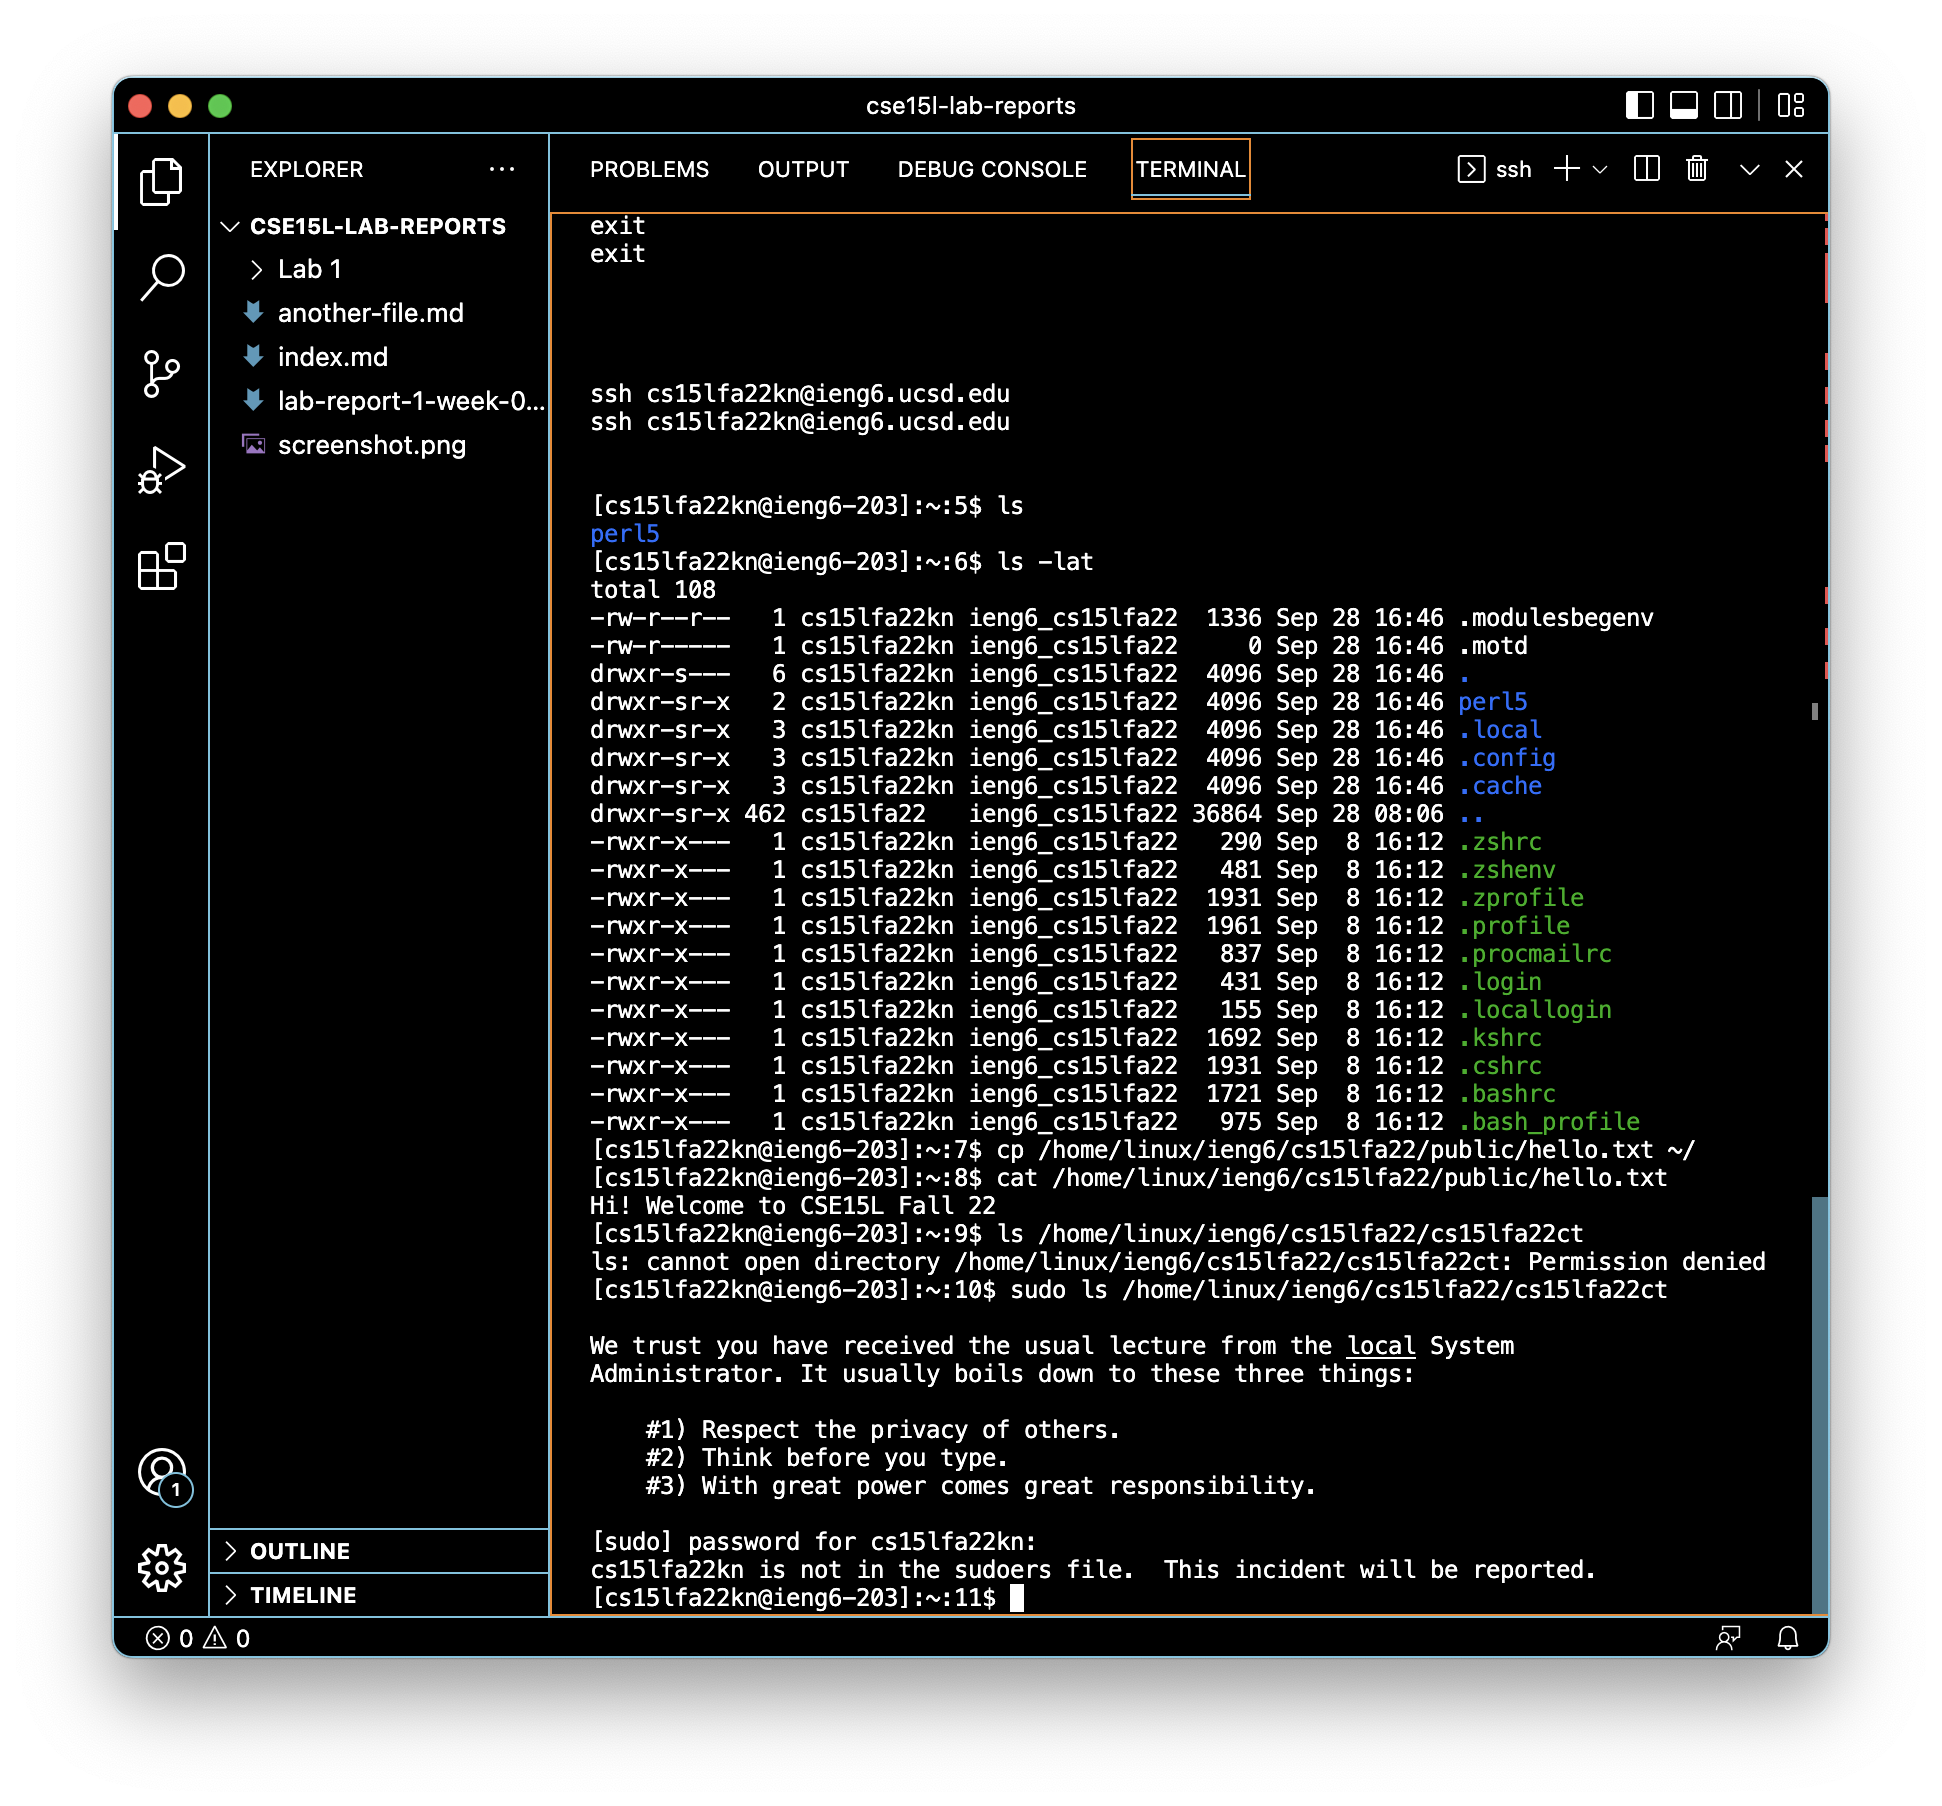 cse15l-lab-reports
EXPLORER
CSE15L-LAB-REPORTS
Lab 1
another-file.md
index.md
lab-report-1-week-0...
screenshot.png
OUTLINE
TIMELINE
1
PROBLEMS OUTPUT DEBUG CONSOLE TERMINAL ssh
exit
exit
ssh cs15lfa22kn@ieng6.ucsd.edu
ssh cs15lfa22kn@ieng6.ucsd.edu
[cs15lfa22kn@ieng6-203]:~:5$ ls
perl5
[cs15lfa22kn@ieng6-203]:~:6$ ls -lat
total 108
-rw-r--r--   1 cs15lfa22kn ieng6_cs15lfa22  1336 Sep 28 16:46 .modulesbegenv
-rw-r-----   1 cs15lfa22kn ieng6_cs15lfa22     0 Sep 28 16:46 .motd
drwxr-s---   6 cs15lfa22kn ieng6_cs15lfa22  4096 Sep 28 16:46 .
drwxr-sr-x   2 cs15lfa22kn ieng6_cs15lfa22  4096 Sep 28 16:46 perl5
drwxr-sr-x   3 cs15lfa22kn ieng6_cs15lfa22  4096 Sep 28 16:46 .local
drwxr-sr-x   3 cs15lfa22kn ieng6_cs15lfa22  4096 Sep 28 16:46 .config
drwxr-sr-x   3 cs15lfa22kn ieng6_cs15lfa22  4096 Sep 28 16:46 .cache
drwxr-sr-x 462 cs15lfa22   ieng6_cs15lfa22 36864 Sep 28 08:06 ..
-rwxr-x---   1 cs15lfa22kn ieng6_cs15lfa22   290 Sep  8 16:12 .zshrc
-rwxr-x---   1 cs15lfa22kn ieng6_cs15lfa22   481 Sep  8 16:12 .zshenv
-rwxr-x---   1 cs15lfa22kn ieng6_cs15lfa22  1931 Sep  8 16:12 .zprofile
-rwxr-x---   1 cs15lfa22kn ieng6_cs15lfa22  1961 Sep  8 16:12 .profile
-rwxr-x---   1 cs15lfa22kn ieng6_cs15lfa22   837 Sep  8 16:12 .procmailrc
-rwxr-x---   1 cs15lfa22kn ieng6_cs15lfa22   431 Sep  8 16:12 .login
-rwxr-x---   1 cs15lfa22kn ieng6_cs15lfa22   155 Sep  8 16:12 .locallogin
-rwxr-x---   1 cs15lfa22kn ieng6_cs15lfa22  1692 Sep  8 16:12 .kshrc
-rwxr-x---   1 cs15lfa22kn ieng6_cs15lfa22  1931 Sep  8 16:12 .cshrc
-rwxr-x---   1 cs15lfa22kn ieng6_cs15lfa22  1721 Sep  8 16:12 .bashrc
-rwxr-x---   1 cs15lfa22kn ieng6_cs15lfa22   975 Sep  8 16:12 .bash_profile
[cs15lfa22kn@ieng6-203]:~:7$ cp /home/linux/ieng6/cs15lfa22/public/hello.txt ~/
[cs15lfa22kn@ieng6-203]:~:8$ cat /home/linux/ieng6/cs15lfa22/public/hello.txt
Hi! Welcome to CSE15L Fall 22
[cs15lfa22kn@ieng6-203]:~:9$ ls /home/linux/ieng6/cs15lfa22/cs15lfa22ct
ls: cannot open directory /home/linux/ieng6/cs15lfa22/cs15lfa22ct: Permission denied
[cs15lfa22kn@ieng6-203]:~:10$ sudo ls /home/linux/ieng6/cs15lfa22/cs15lfa22ct
We trust you have received the usual lecture from the local System
Administrator. It usually boils down to these three things:
#1) Respect the privacy of others.
#2) Think before you type.
#3) With great power comes great responsibility.
[sudo] password for cs15lfa22kn:
cs15lfa22kn is not in the sudoers file.  This incident will be reported.
[cs15lfa22kn@ieng6-203]:~:11$
0 0